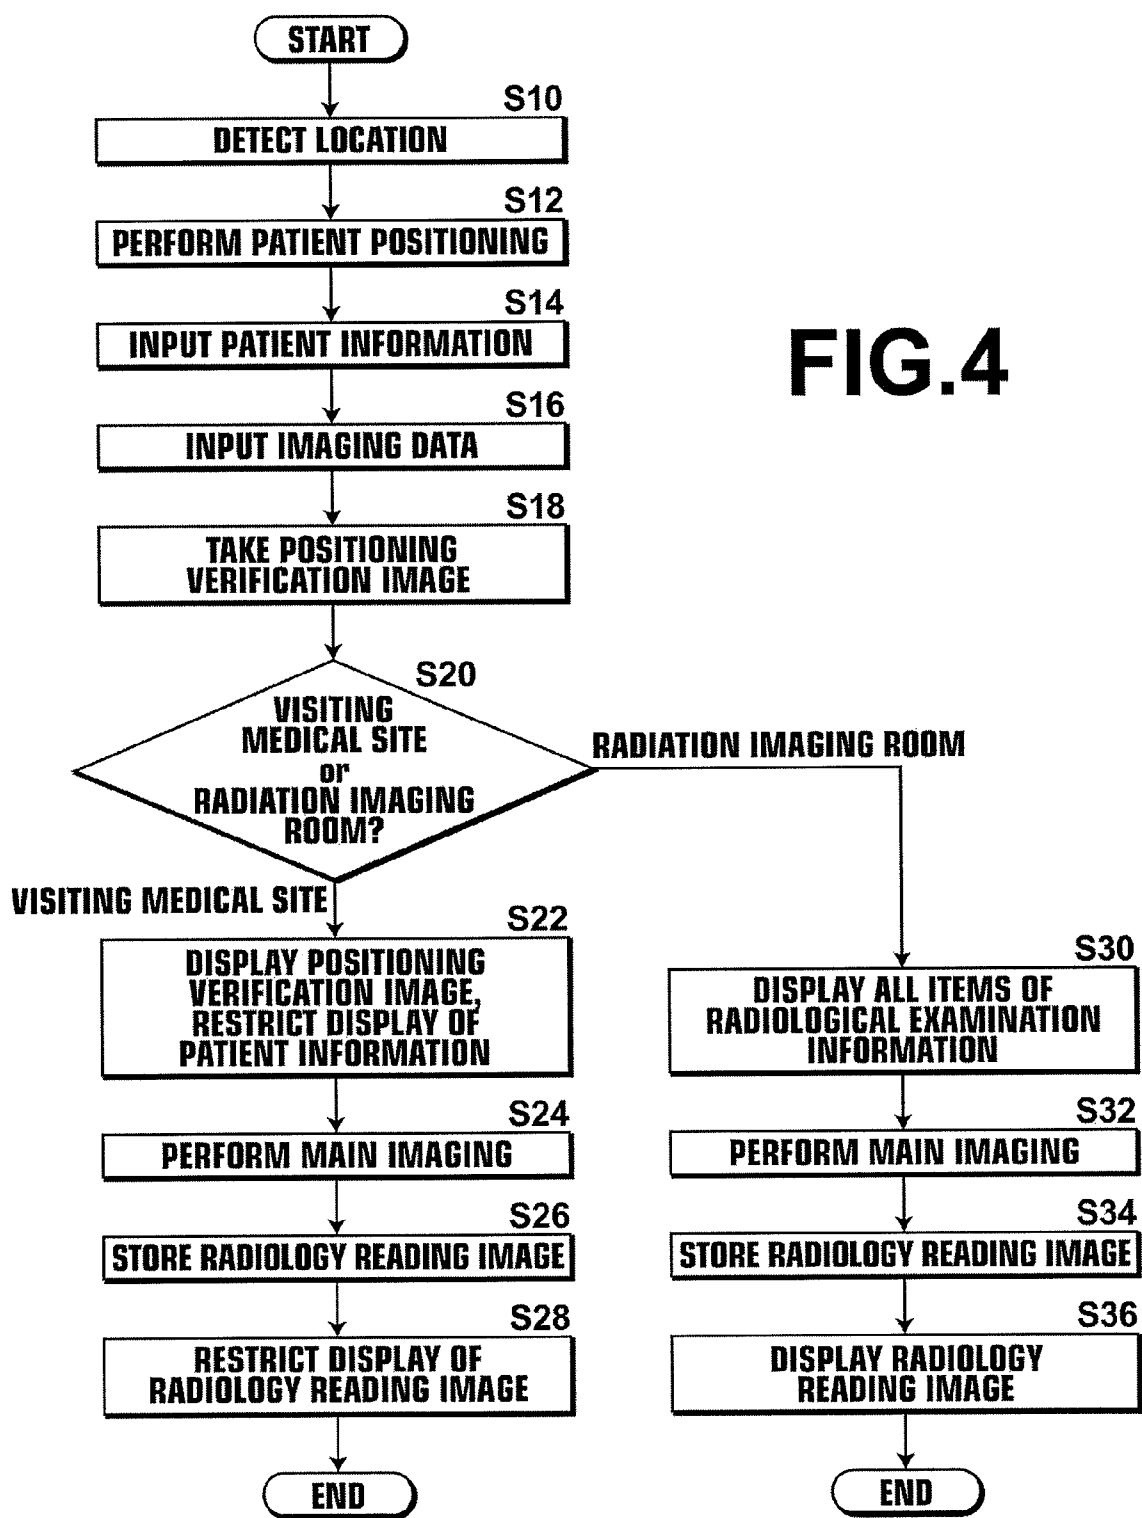 START
S10
DETECT LOCATION
S12
PERFORM PATIENT POSITIONING
S14
INPUT PATIENT INFORMATION
FIG.4
S16
INPUT IMAGING DATA
S18
TAKE POSITIONING
VERIFICATION IMAGE
S20
VISITING
MEDICAL SITE
or
RADIATION IMAGING
ROOM?
RADIATION IMAGING ROOM
VISITING MEDICAL SITE
S22
DISPLAY POSITIONING
VERIFICATION IMAGE,
RESTRICT DISPLAY OF
PATIENT INFORMATION
S24
PERFORM MAIN IMAGING
S26
STORE RADIOLOGY READING IMAGE
S28
RESTRICT DISPLAY OF
RADIOLOGY READING IMAGE
END
S30
DISPLAY ALL ITEMS OF
RADIOLOGICAL EXAMINATION
INFORMATION
S32
PERFORM MAIN IMAGING
S34
STORE RADIOLOGY READING IMAGE
S36
DISPLAY RADIOLOGY
READING IMAGE
END